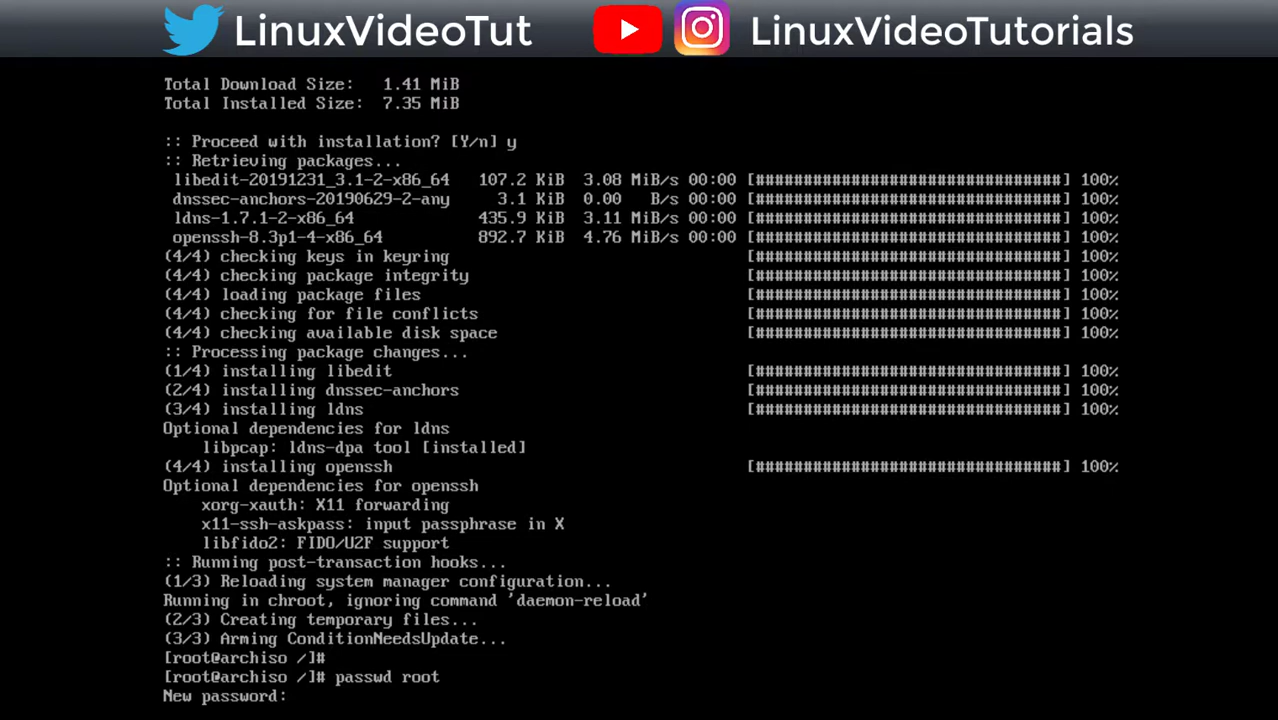 LinuxVideoTut LinuxVideoTutorials
Total Download Size:   1.41 MiB
Total Installed Size:  7.35 MiB
:: Proceed with installation? [Y/n] y
:: Retrieving packages...
libedit-20191231_3.1-2-x86_64   107.2 KiB  3.08 MiB/s 00:00 [################################] 100%
dnssec-anchors-20190629-2-any     3.1 KiB  0.00   B/s 00:00 [################################] 100%
ldns-1.7.1-2-x86_64             435.9 KiB  3.11 MiB/s 00:00 [################################] 100%
openssh-8.3p1-4-x86_64          892.7 KiB  4.76 MiB/s 00:00 [################################] 100%
(4/4) checking keys in keyring                               [################################] 100%
(4/4) checking package integrity                             [################################] 100%
(4/4) loading package files                                  [################################] 100%
(4/4) checking for file conflicts                            [################################] 100%
(4/4) checking available disk space                          [################################] 100%
:: Processing package changes...
(1/4) installing libedit                                     [################################] 100%
(2/4) installing dnssec-anchors                              [################################] 100%
(3/4) installing ldns                                        [################################] 100%
Optional dependencies for ldns
    libpcap: ldns-dpa tool [installed]
(4/4) installing openssh                                     [################################] 100%
Optional dependencies for openssh
    xorg-xauth: X11 forwarding
    x11-ssh-askpass: input passphrase in X
    libfido2: FIDO/U2F support
:: Running post-transaction hooks...
(1/3) Reloading system manager configuration...
Running in chroot, ignoring command 'daemon-reload'
(2/3) Creating temporary files...
(3/3) Arming ConditionNeedsUpdate...
[root@archiso /]#
[root@archiso /]# passwd root
New password: